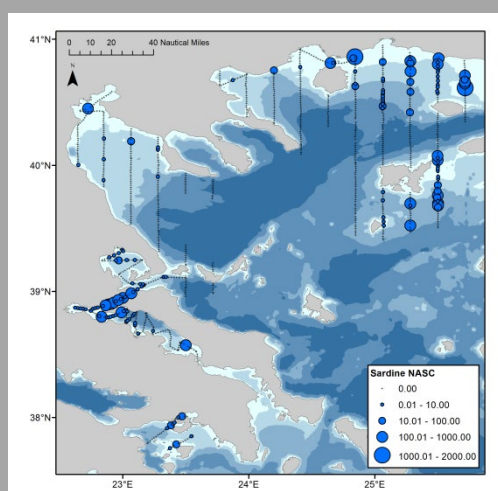 41°N
N
0 10 20 40 Nautical Miles
40°N
39°N
38°N
Sardine NASC
0.00
0.01 - 10.00
10.01 - 100.00
100.01 - 1000.00
1000.01 - 2000.00
23°E
24°E
25°E